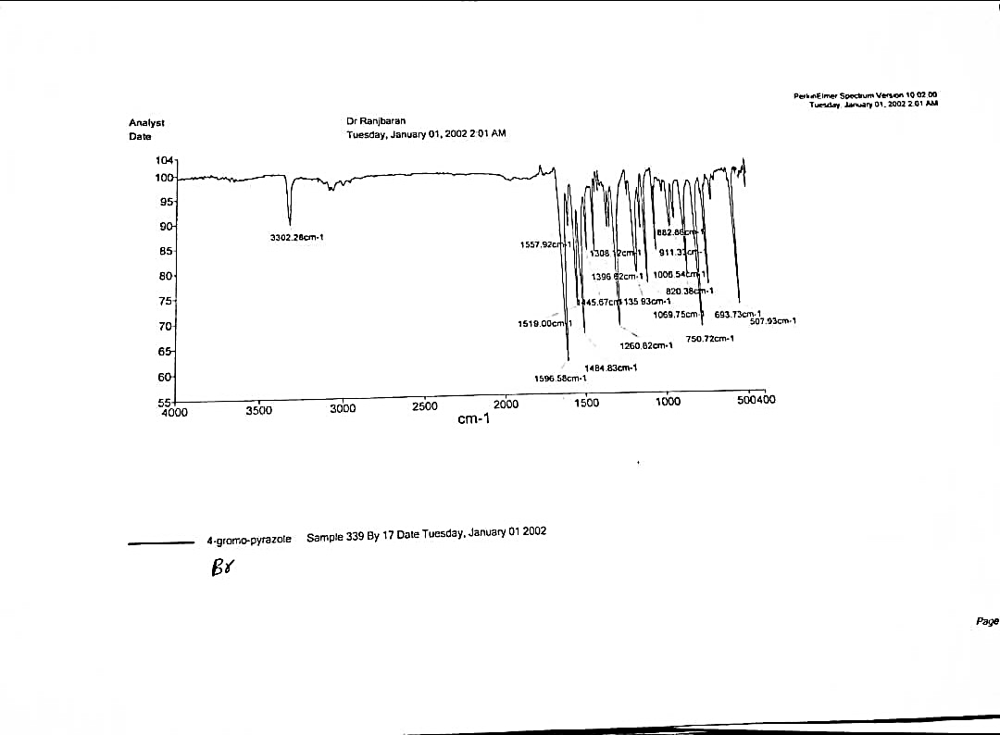 PerkinElmer Spectrum Version 10.02.00
Tuesday, January 01, 2002 2:01 AM
Analyst Dr Ranjbaran
Date Tuesday, January 01, 2002 2:01 AM
104
100
95
90
85
80
75
70
65
60
55
3302.26cm-1
1557.92cm-1
882.86cm-1
1308.12cm-1
911.33cm-1
1396.62cm-1
1006.54cm-1
820.38cm-1
1445.67cm
135.93cm-1
1519.00cm-1
1069.75cm-1
693.73cm-1
507.93cm-1
750.72cm-1
1260.82cm-1
1484.83cm-1
1596.58cm-1
4000 3500 3000 2500 2000 1500 1000 500 400
cm-1
4-gromo-pyrazole Sample 339 By 17 Date Tuesday, January 01 2002
Br
Page